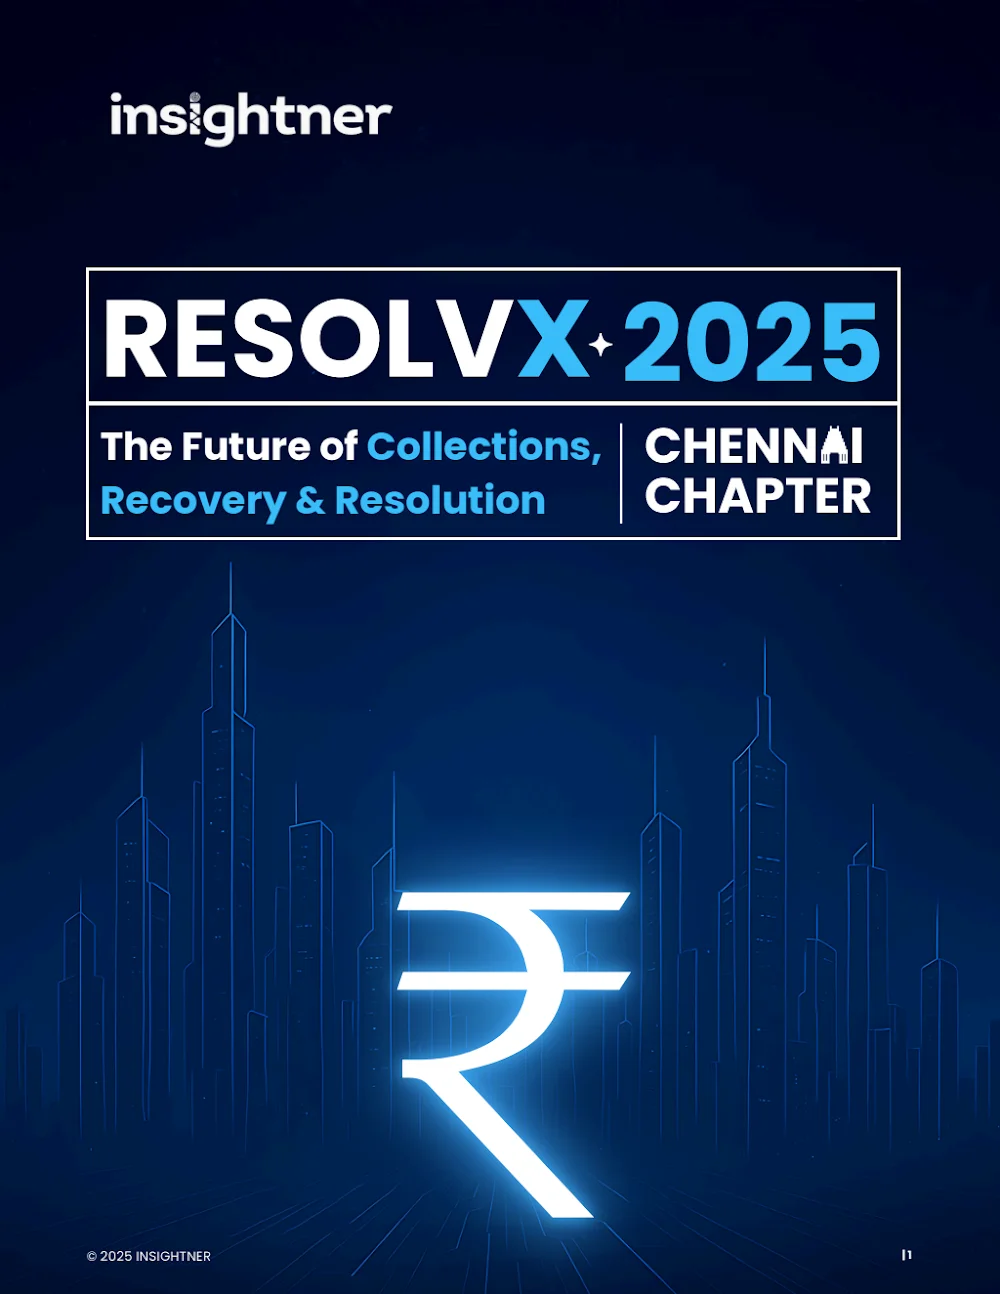 insightner
RESOLVX 2025
The Future of Collections,
Recovery & Resolution
CHENNAI
CHAPTER
₹
© 2025 INSIGHTNER
|1